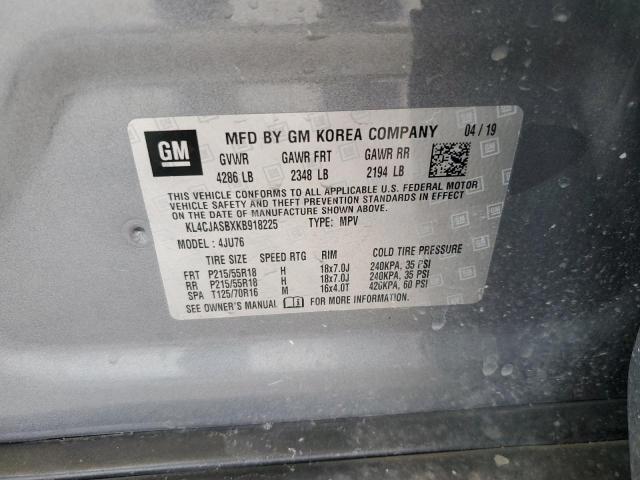 GM MFD BY GM KOREA COMPANY 04 / 19
GVWR GAWR FRT GAWR RR
4286 LB 2348 LB 2194 LB
THIS VEHICLE CONFORMS TO ALL APPLICABLE U.S. FEDERAL MOTOR
VEHICLE SAFETY, BUMPER, AND THEFT PREVENTION STANDARDS IN EFFECT
ON THE DATE OF MANUFACTURE SHOWN ABOVE.
KL4CJASBXKB918225 TYPE: MPV
MODEL: 4JU76
TIRE SIZE SPEED RTG RIM COLD TIRE PRESSURE
FRT P215/55R18 H 18x7.0J 240KPA, 35 PSI
RR P215/55R18 H 18x7.0J 240KPA, 35 PSI
SPA T125/70R16 M 16x4.0T 420KPA, 60 PSI
SEE OWNER'S MANUAL i FOR MORE INFORMATION.